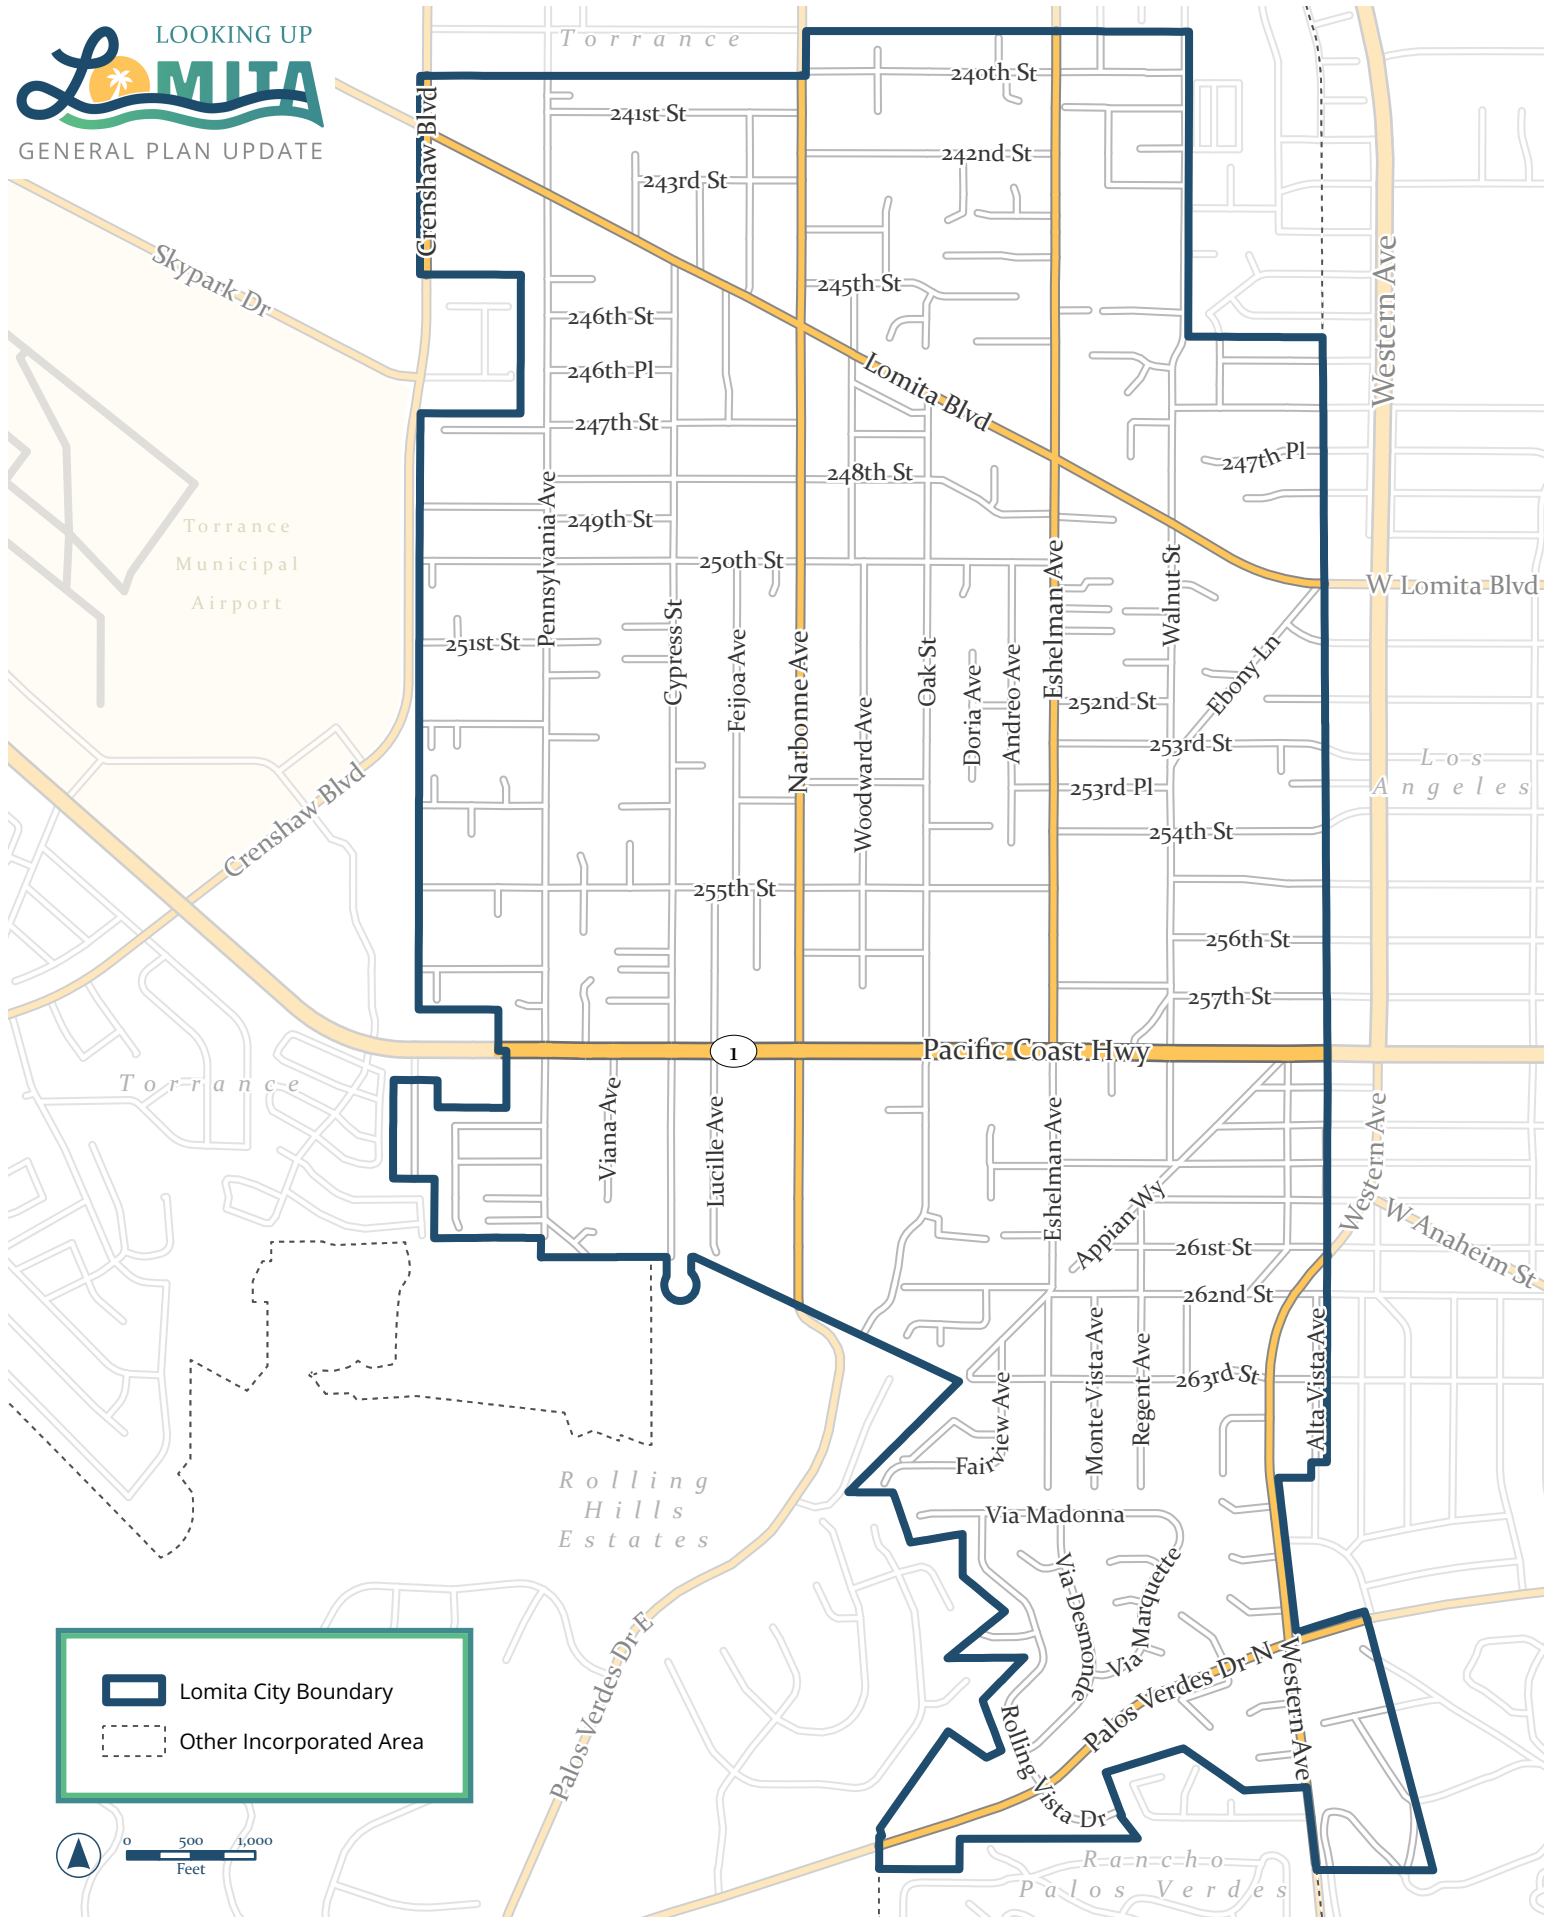 LOOKING UP
LOMITA
GENERAL PLAN UPDATE
Torrance
240th St
241st St
Crenshaw Blvd
242nd St
243rd St
Skypark Dr
Western Ave
245th St
246th St
246th Pl
Lomita Blvd
247th St
247th Pl
248th St
249th St
Torrance
Municipal
Airport
Pennsylvania Ave
250th St
Eshelman Ave
Walnut St
W Lomita Blvd
251st St
Cypress St
Feijoa Ave
Narbonne Ave
Woodward Ave
Oak St
Doria Ave
Andreo Ave
Ebony Ln
252nd St
253rd St
Los
Angeles
253rd Pl
Crenshaw Blvd
254th St
255th St
256th St
257th St
1
Pacific Coast Hwy
Torrance
Viana Ave
Lucille Ave
Eshelman Ave
Appian Wy
Western Ave
W Anaheim St
261st St
262nd St
263rd St
Monte Vista Ave
Regent Ave
Alta Vista Ave
Fairview Ave
Rolling
Hills
Estates
Via Madonna
Via Desmonde
Via Marquette
Palos Verdes Dr E
Palos Verdes Dr N
Western Ave
Rolling Vista Dr
Lomita City Boundary
Other Incorporated Area
0 500 1,000
Feet
Rancho
Palos Verdes